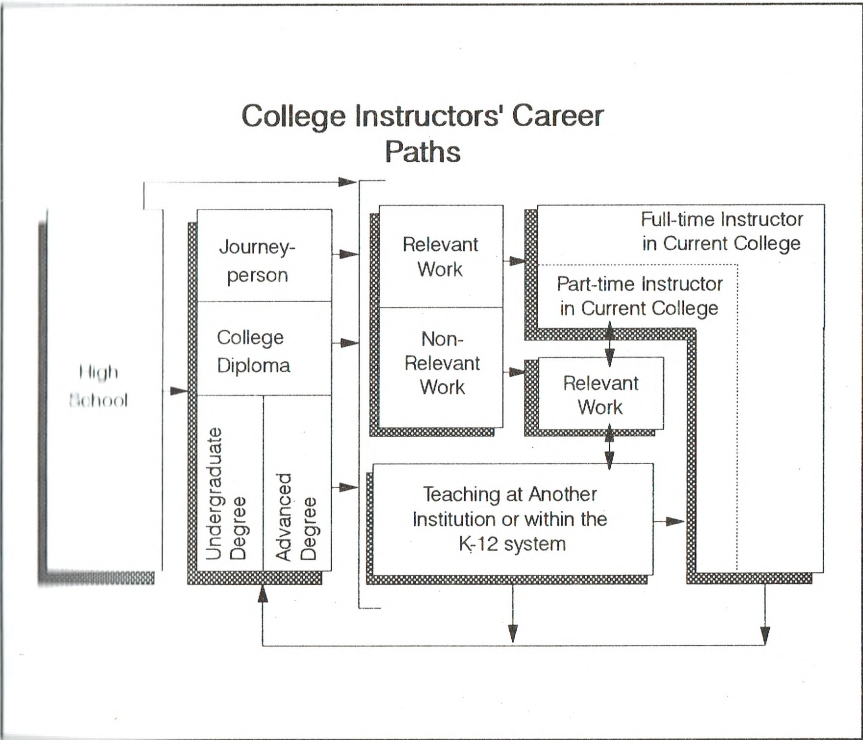 College Instructors' Career
Paths
High
School
Journey-
person
College
Diploma
Undergraduate
Degree
Advanced
Degree
Relevant
Work
Non-
Relevant
Work
Full-time Instructor
in Current College
Part-time Instructor
in Current College
Relevant
Work
Teaching at Another
Institution or within the
K-12 system